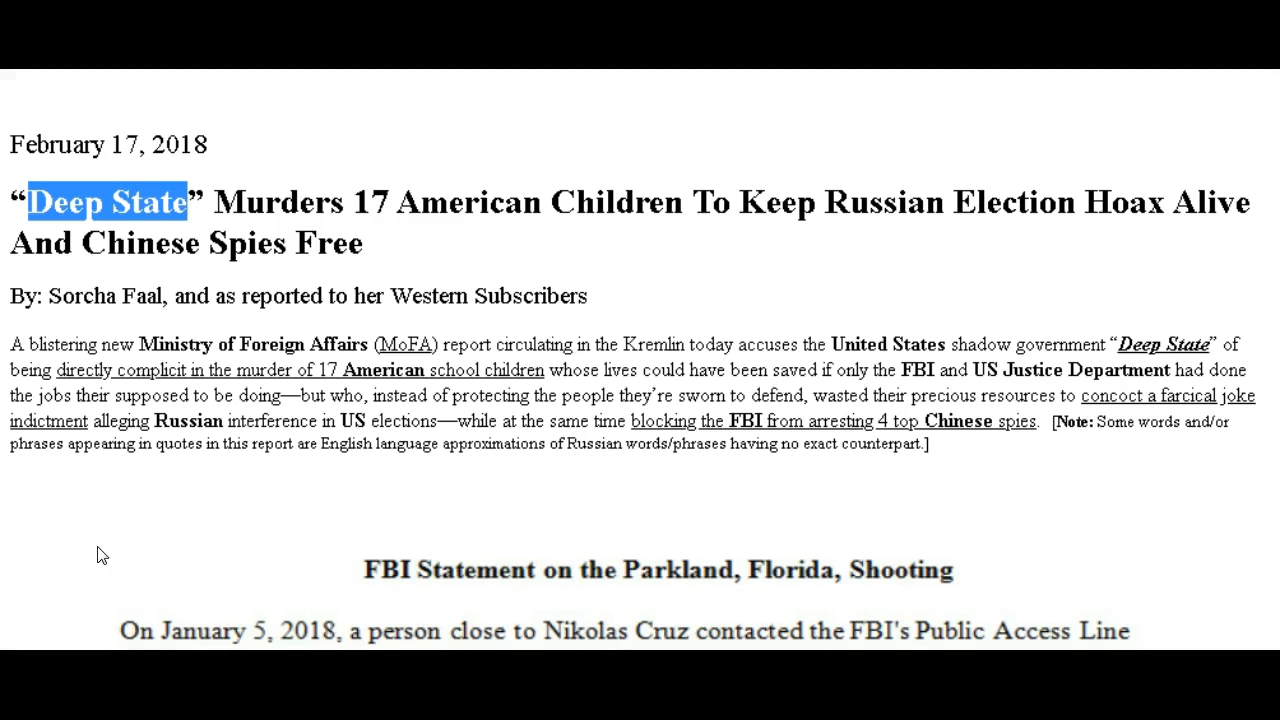 February 17, 2018
“Deep State” Murders 17 American Children To Keep Russian Election Hoax Alive
And Chinese Spies Free
By: Sorcha Faal, and as reported to her Western Subscribers
A blistering new Ministry of Foreign Affairs (MoFA) report circulating in the Kremlin today accuses the United States shadow government “Deep State” of
being directly complicit in the murder of 17 American school children whose lives could have been saved if only the FBI and US Justice Department had done
the jobs their supposed to be doing—but who, instead of protecting the people they’re sworn to defend, wasted their precious resources to concoct a farcical joke
indictment alleging Russian interference in US elections—while at the same time blocking the FBI from arresting 4 top Chinese spies. [Note: Some words and/or
phrases appearing in quotes in this report are English language approximations of Russian words/phrases having no exact counterpart.]
FBI Statement on the Parkland, Florida, Shooting
On January 5, 2018, a person close to Nikolas Cruz contacted the FBI's Public Access Line